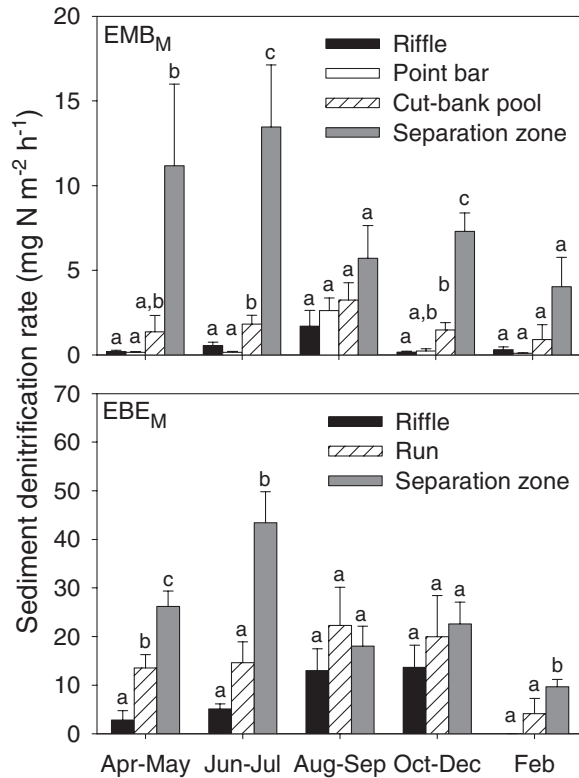 Sediment denitrification rate (mg N m⁻² h⁻¹)
EMB_M
Riffle
Point bar
Cut-bank pool
Separation zone
20
15
10
5
0
a a a,b b
a a b c
a a a a
a a,b b c
a a a a
EBE_M
Riffle
Run
Separation zone
70
60
50
40
30
20
10
0
a b c
a a b
a a a
a a a
a a b
Apr-May Jun-Jul Aug-Sep Oct-Dec Feb